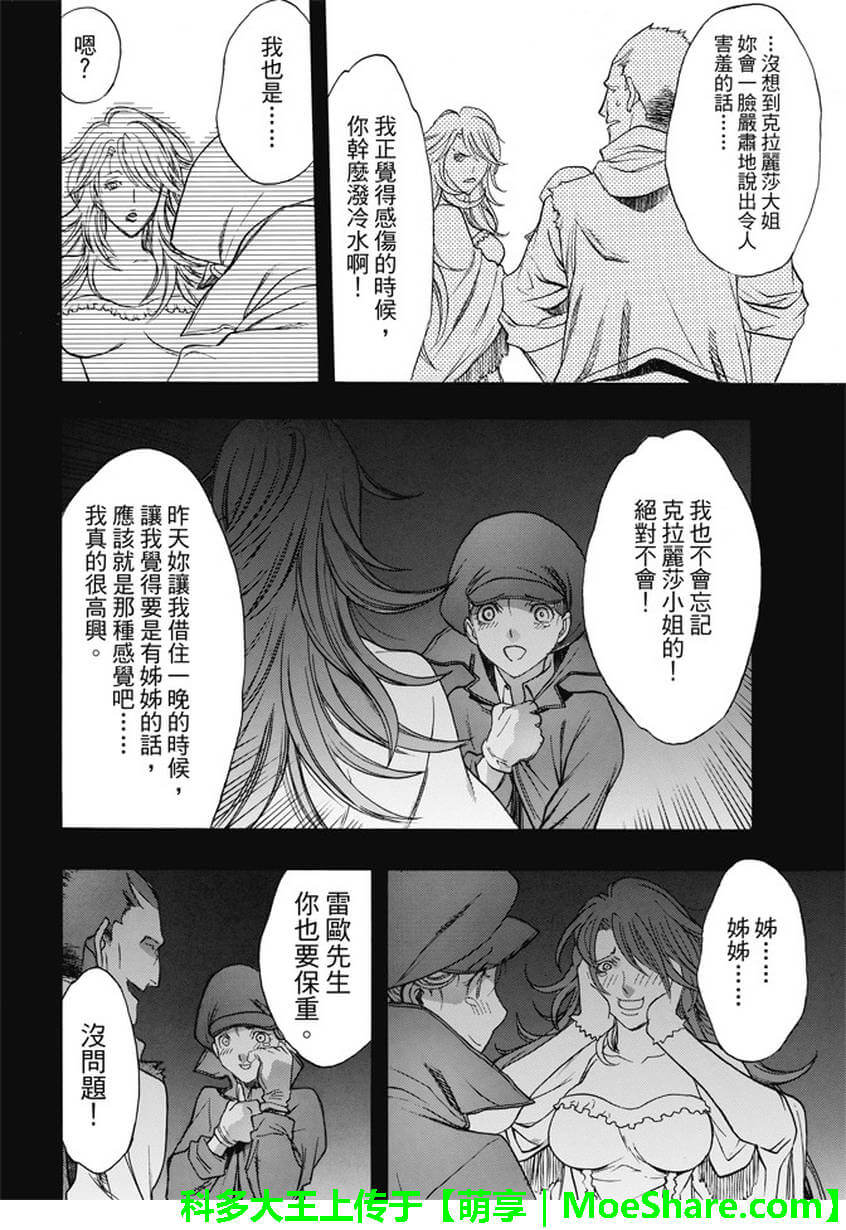 …沒想到克拉麗莎大姐
妳會一臉嚴肅地說出令人
害羞的話……
我正覺得感傷的時候，
你幹麼潑冷水啊！
我也是……
嗯？
我也不會忘記
克拉麗莎小姐的！
絕對不會！
昨天妳讓我借住一晚的時候，
讓我覺得要是有姊姊的話，
應該就是那種感覺吧……
我真的很高興。
姊……
姊姊……
雷歐先生
你也要保重。
沒問題！
科多大王上传于【萌享｜MoeShare.com】